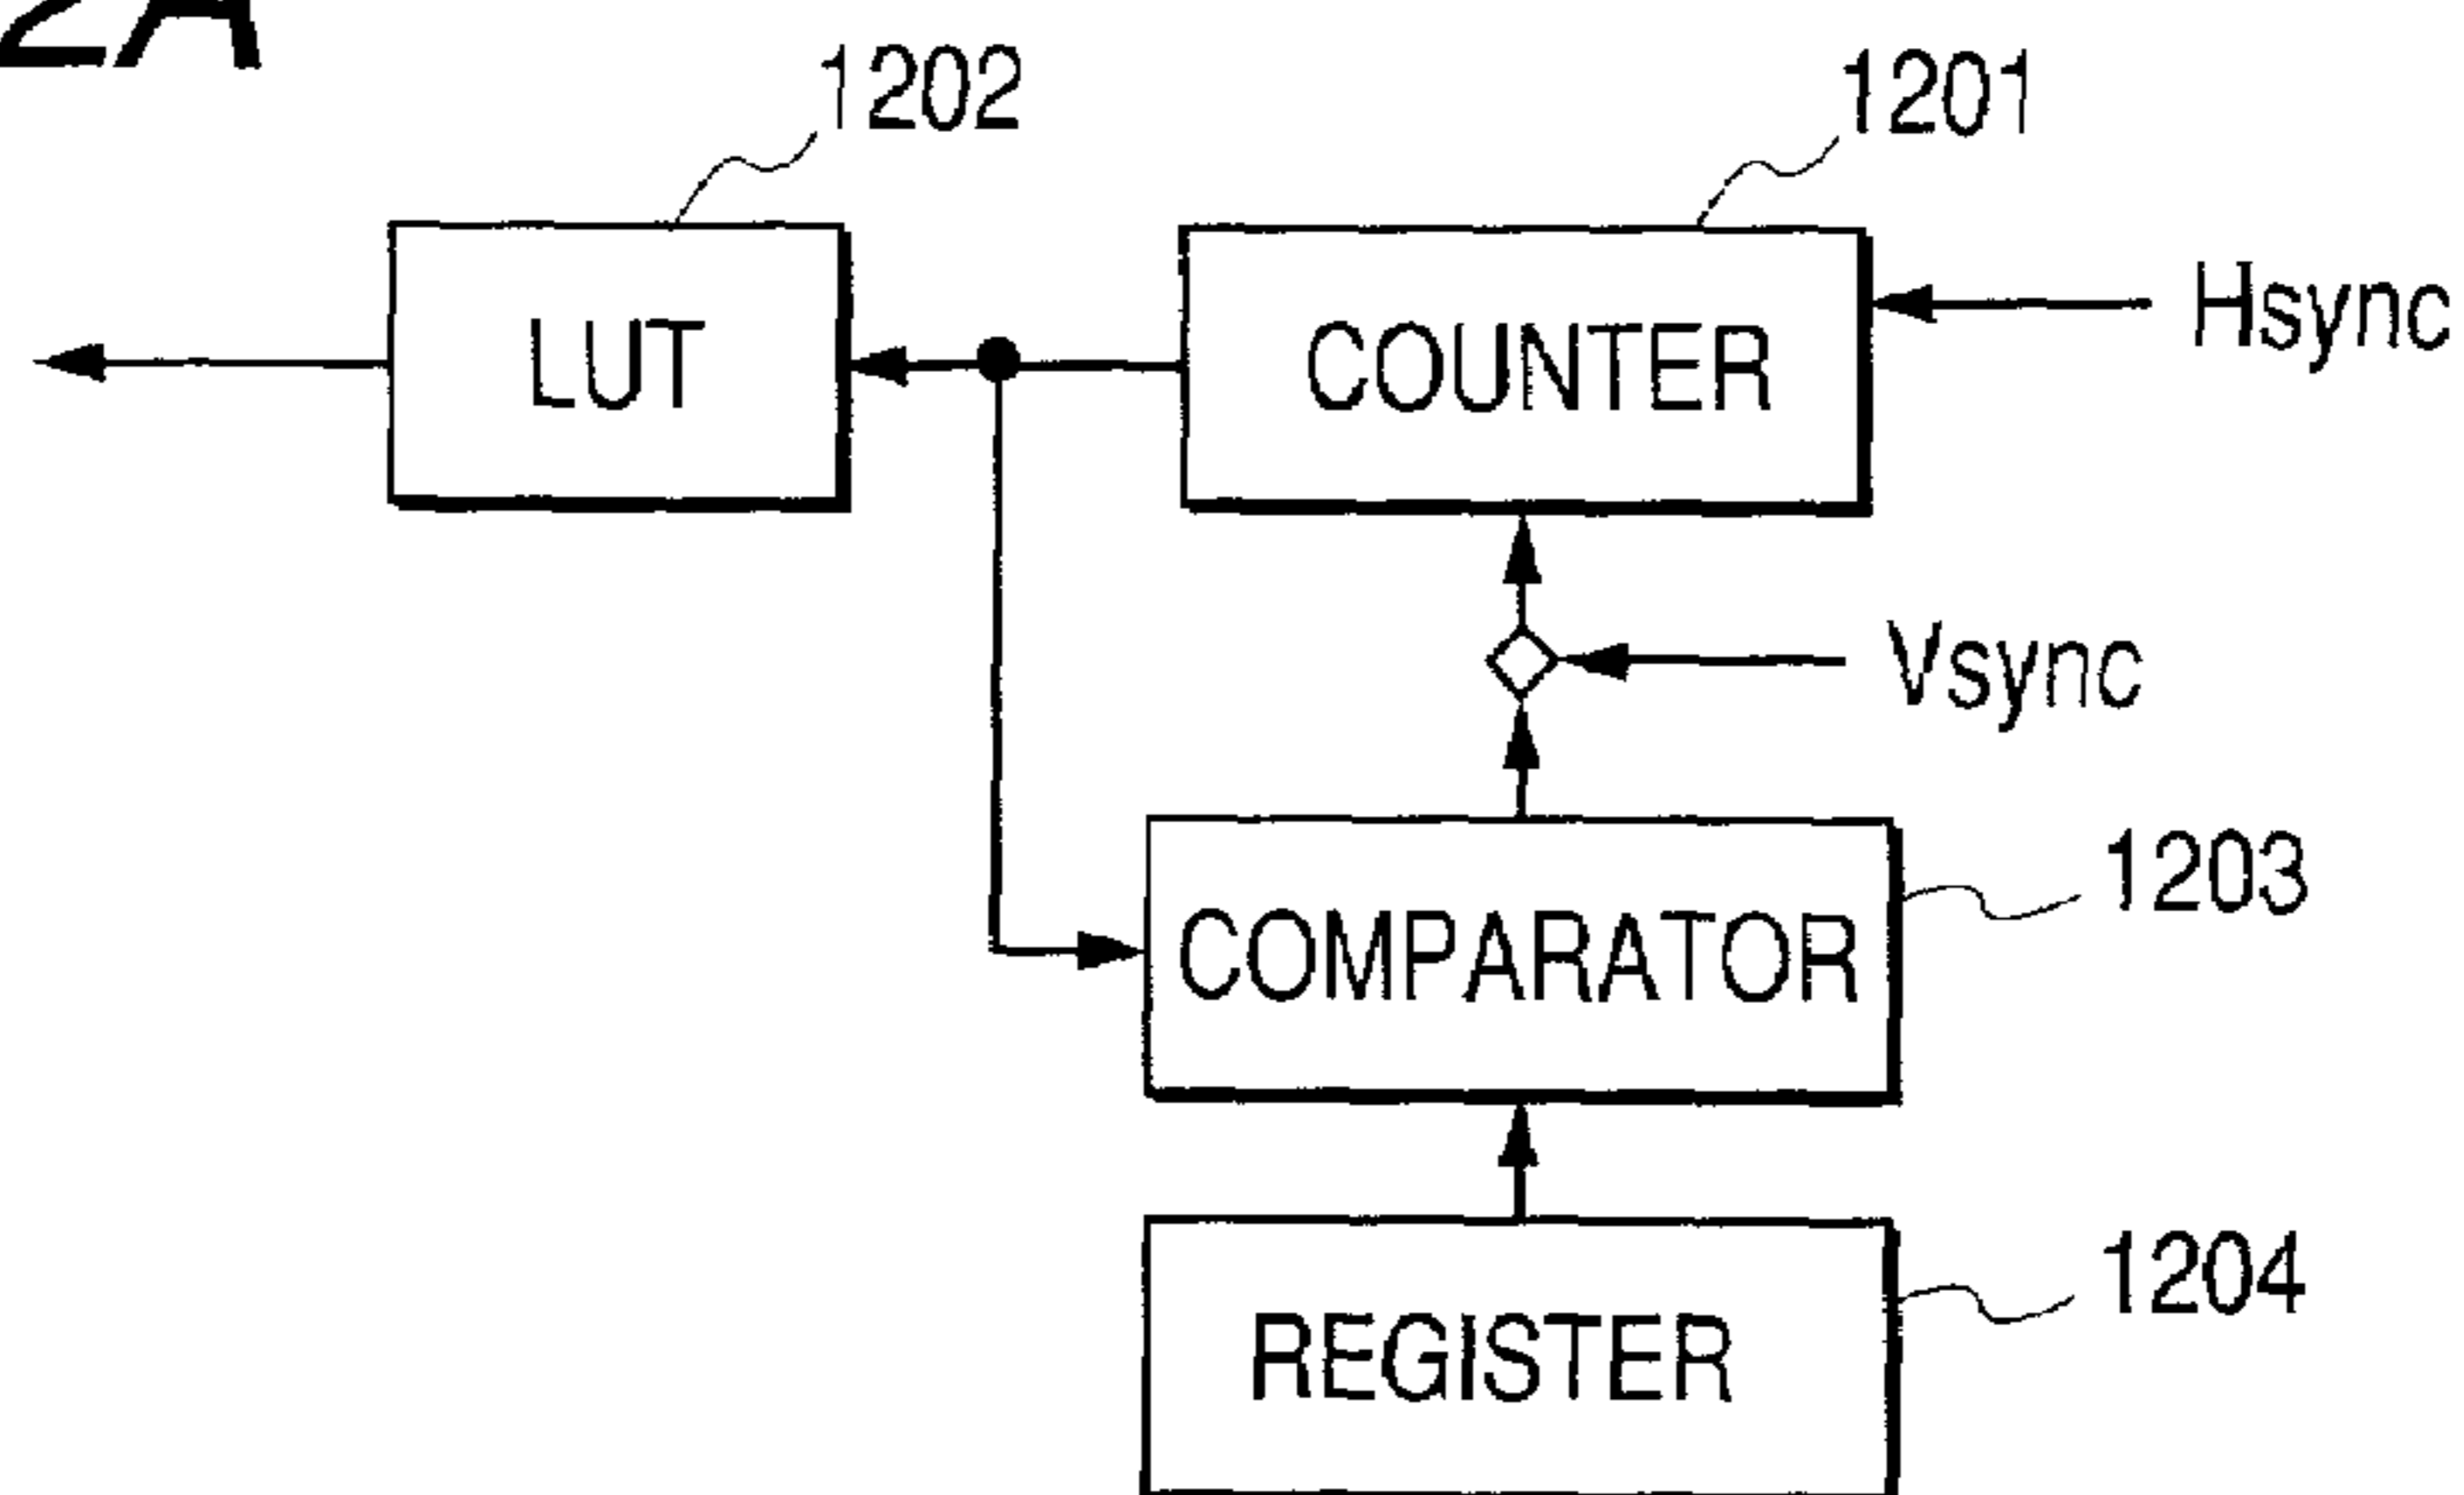 2A
1202
1201
LUT
COUNTER
Hsync
Vsync
COMPARATOR
1203
REGISTER
1204